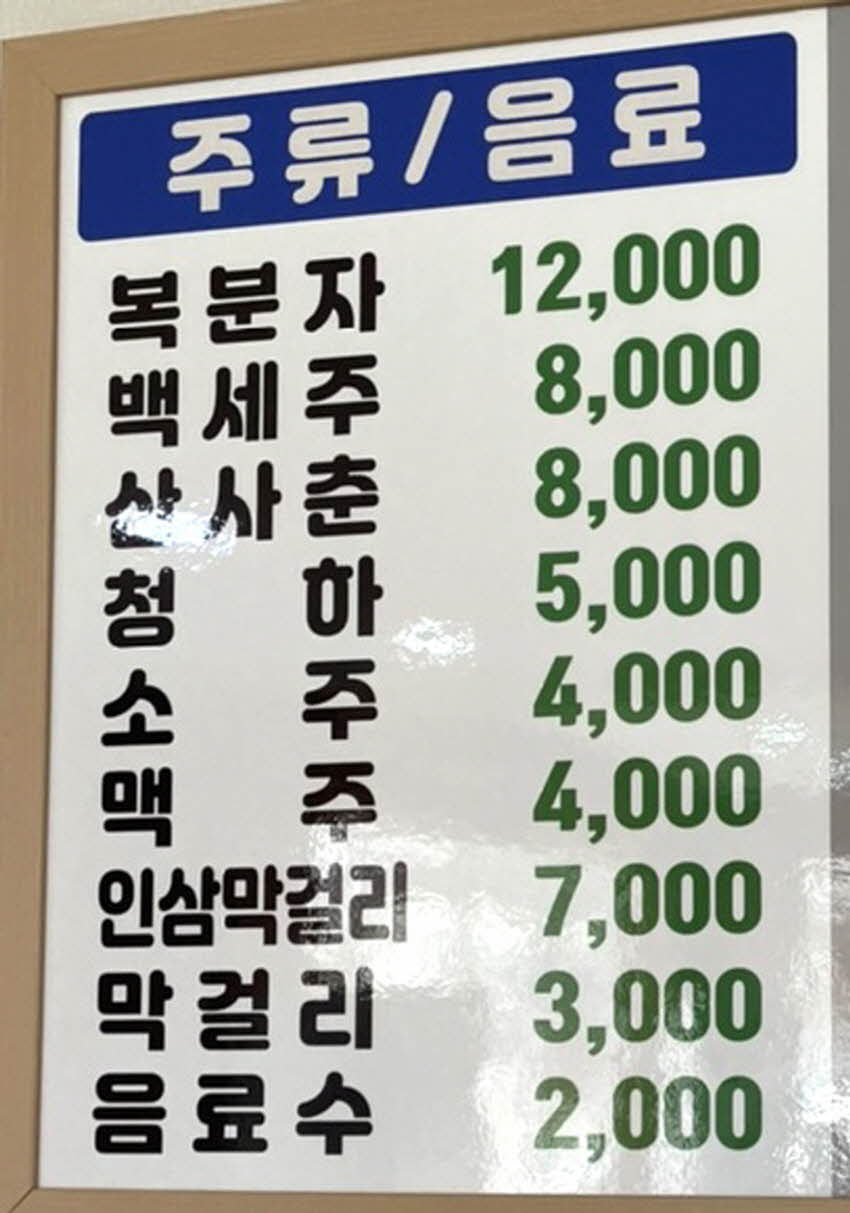 주류/음료
복분자 12,000
백세주 8,000
산사춘 8,000
청하 5,000
소주 4,000
맥주 4,000
인삼막걸리 7,000
막걸리 3,000
음료수 2,000